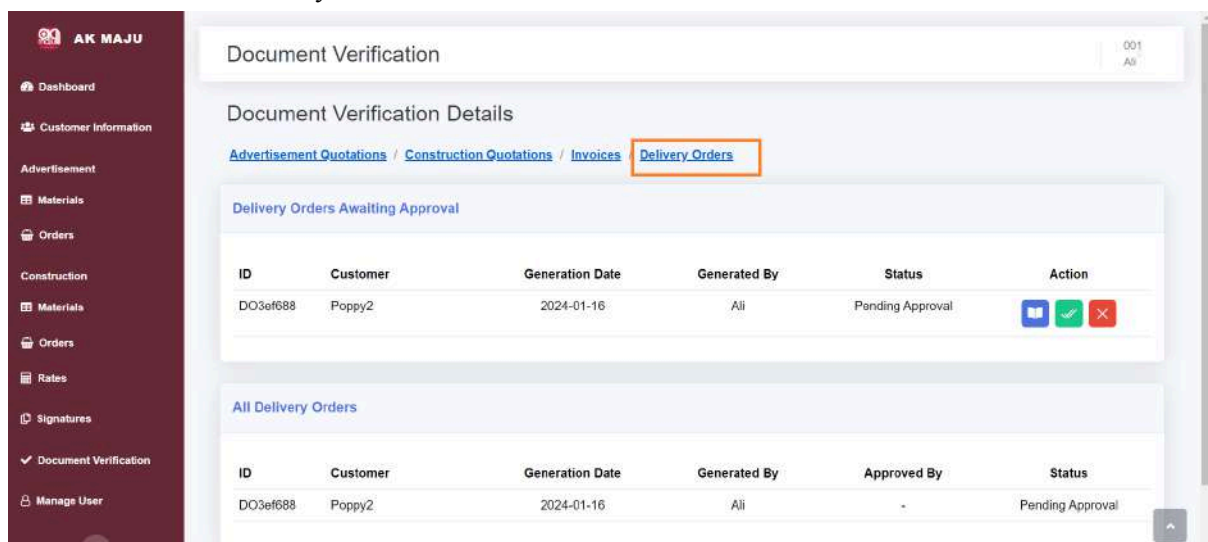 AK MAJU
Dashboard
Customer Information
Advertisement
Materials
Orders
Construction
Materials
Orders
Rates
Signatures
Document Verification
Manage User
Document Verification
001
Ali
Document Verification Details
Advertisement Quotations / Construction Quotations / Invoices / Delivery Orders
Delivery Orders Awaiting Approval
ID Customer Generation Date Generated By Status Action
DO3ef688 Poppy2 2024-01-16 Ali Pending Approval
All Delivery Orders
ID Customer Generation Date Generated By Approved By Status
DO3ef688 Poppy2 2024-01-16 Ali - Pending Approval